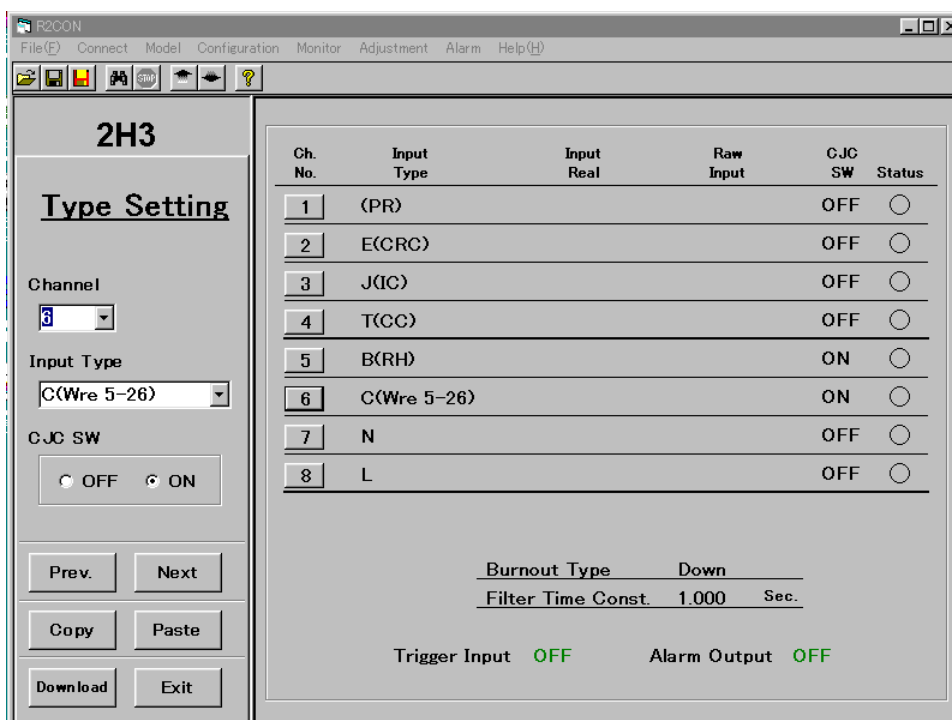 R2CON
File(F) Connect Model Configuration Monitor Adjustment Alarm Help(H)
STOP
2H3
Type Setting
Channel
6
Input Type
C(Wre 5-26)
CJC SW
OFF ON
Prev. Next
Copy Paste
Download Exit
Ch. No. Input Type Input Real Raw Input CJC SW Status
1 (PR) OFF
2 E(CRC) OFF
3 J(IC) OFF
4 T(CC) OFF
5 B(RH) ON
6 C(Wre 5-26) ON
7 N OFF
8 L OFF
Burnout Type Down
Filter Time Const. 1.000 Sec.
Trigger Input OFF Alarm Output OFF